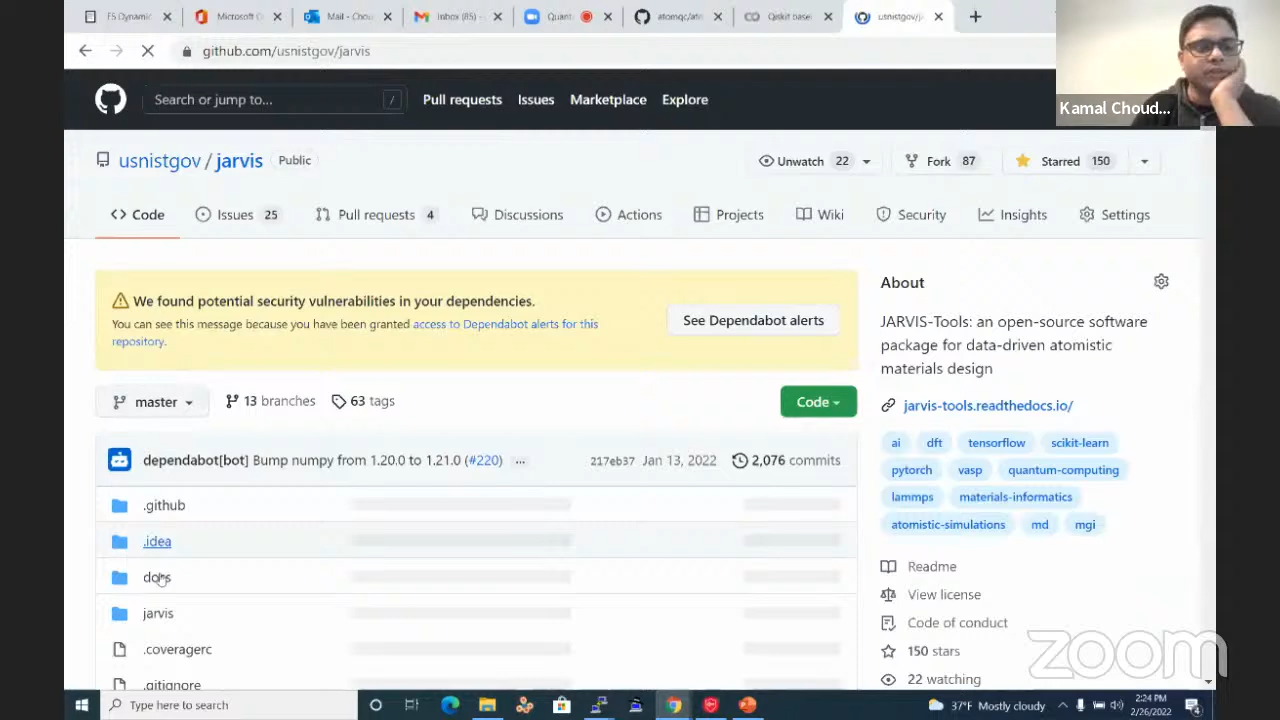 F5 Dynamic
Microsoft O
Mail - Chou
Inbox (85) -
Quant
atomqc/ato
Qiskit base
usnistgov/j
github.com/usnistgov/jarvis
Kamal Choud...
Search or jump to...
/
Pull requests
Issues
Marketplace
Explore
usnistgov / jarvis
Public
Unwatch 22
Fork 87
Starred 150
<> Code
Issues 25
Pull requests 4
Discussions
Actions
Projects
Wiki
Security
Insights
Settings
We found potential security vulnerabilities in your dependencies.
You can see this message because you have been granted access to Dependabot alerts for this
repository.
See Dependabot alerts
master
13 branches
63 tags
Code
dependabot[bot] Bump numpy from 1.20.0 to 1.21.0 (#220) ...
217eb37 Jan 13, 2022
2,076 commits
.github
.idea
docs
jarvis
.coveragerc
.gitignore
About
JARVIS-Tools: an open-source software
package for data-driven atomistic
materials design
jarvis-tools.readthedocs.io/
ai dft tensorflow scikit-learn
pytorch vasp quantum-computing
lammps materials-informatics
atomistic-simulations md mgi
Readme
View license
Code of conduct
150 stars
22 watching
zoom
Type here to search
37°F Mostly cloudy
2:24 PM
2/26/2022
4